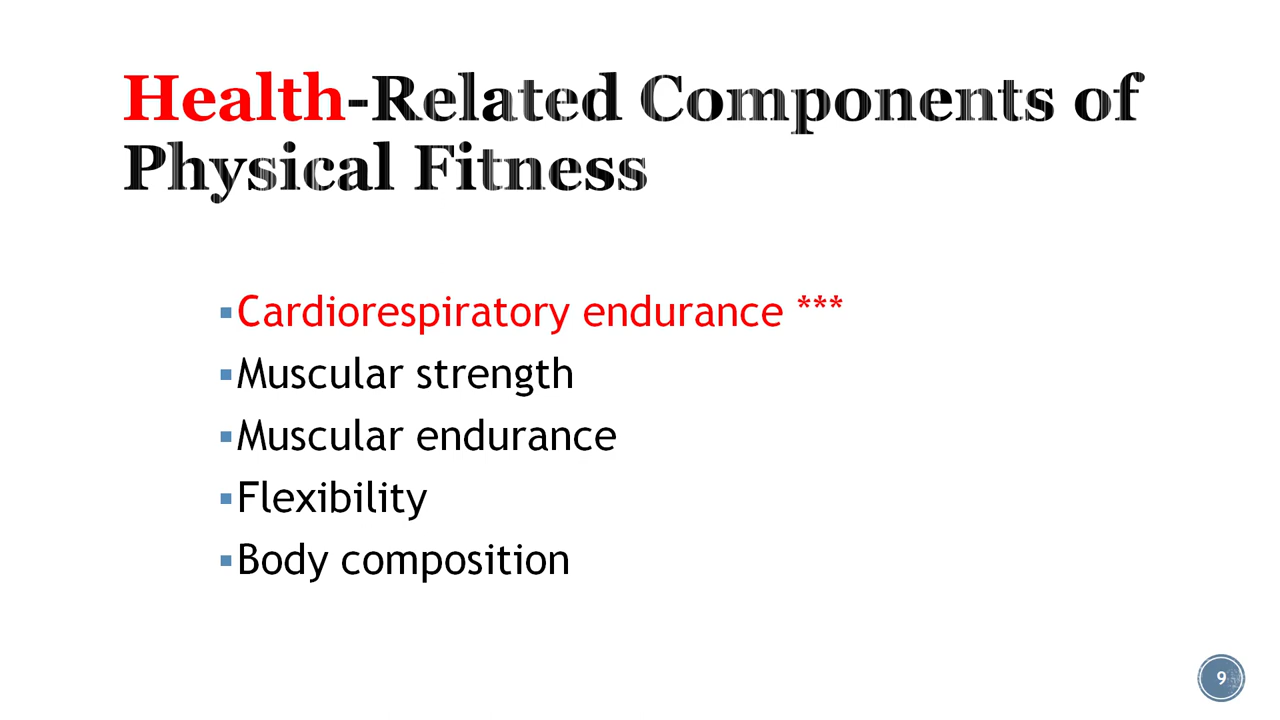 Health-Related Components of
Physical Fitness
▪Cardiorespiratory endurance ***
▪Muscular strength
▪Muscular endurance
▪Flexibility
▪Body composition
9